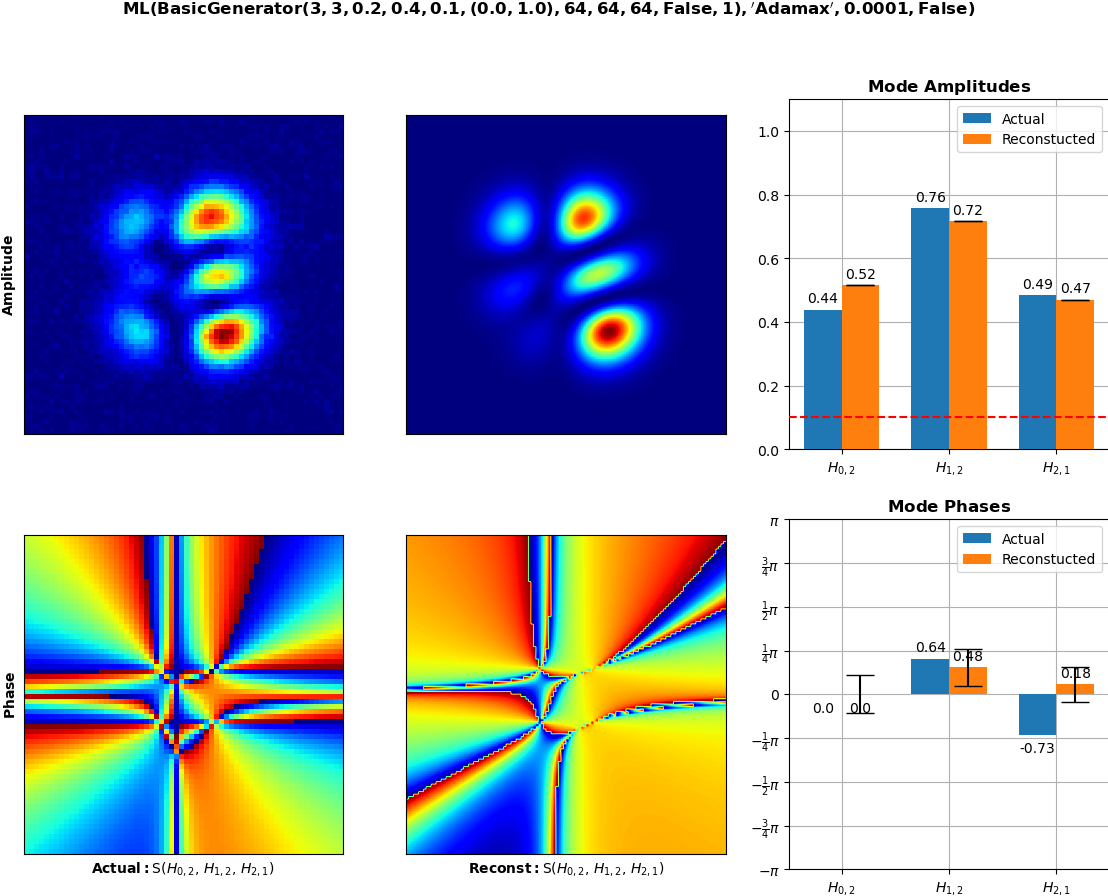 ML(BasicGenerator(3, 3, 0.2, 0.4, 0.1, (0.0, 1.0), 64, 64, 64, False, 1), ′Adamax′, 0.0001, False)
Amplitude
Mode Amplitudes
Actual
Reconstucted
1.0
0.8
0.6
0.4
0.2
0.0
0.44
0.52
0.76
0.72
0.49
0.47
H0,2
H1,2
H2,1
Phase
Actual: S(H0,2, H1,2, H2,1)
Reconst: S(H0,2, H1,2, H2,1)
Mode Phases
Actual
Reconstucted
π
3/4π
1/2π
1/4π
0
−1/4π
−1/2π
−3/4π
−π
0.0
0.0
0.64
0.48
-0.73
0.18
H0,2
H1,2
H2,1